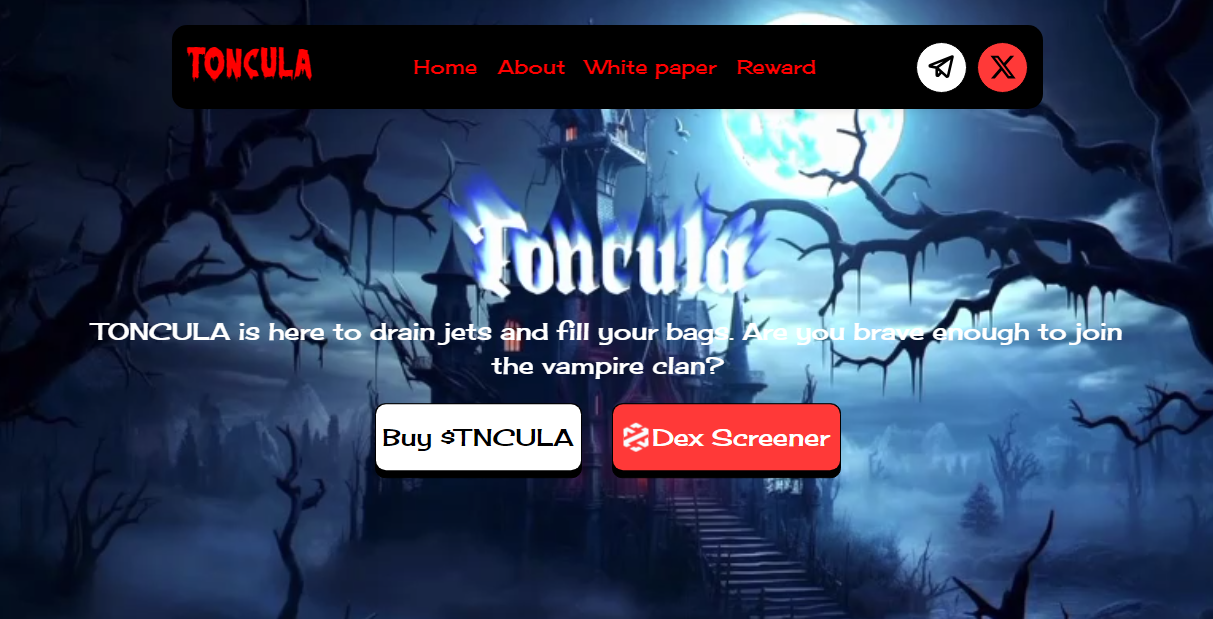 TONCULA
Home About White paper Reward
Toncula
TONCULA is here to drain jets and fill your bags. Are you brave enough to join
the vampire clan?
Buy $TNCULA
Dex Screener